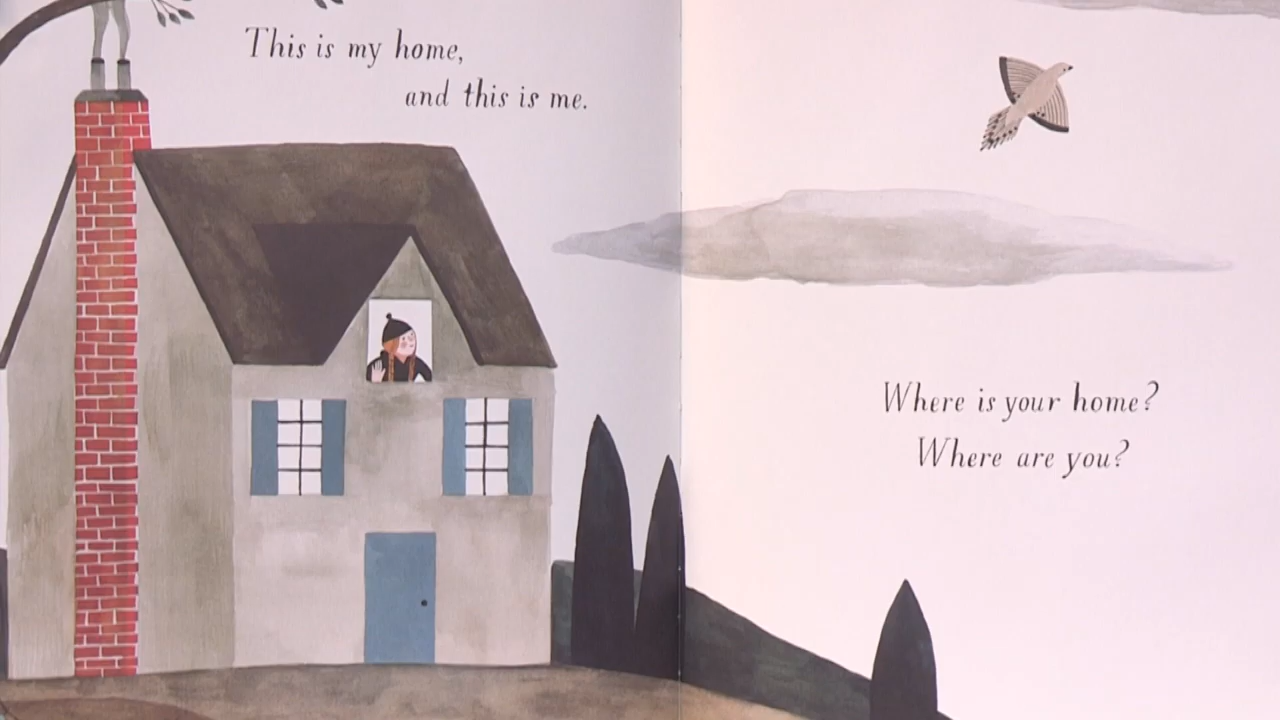 This is my home,
and this is me.
Where is your home?
Where are you?